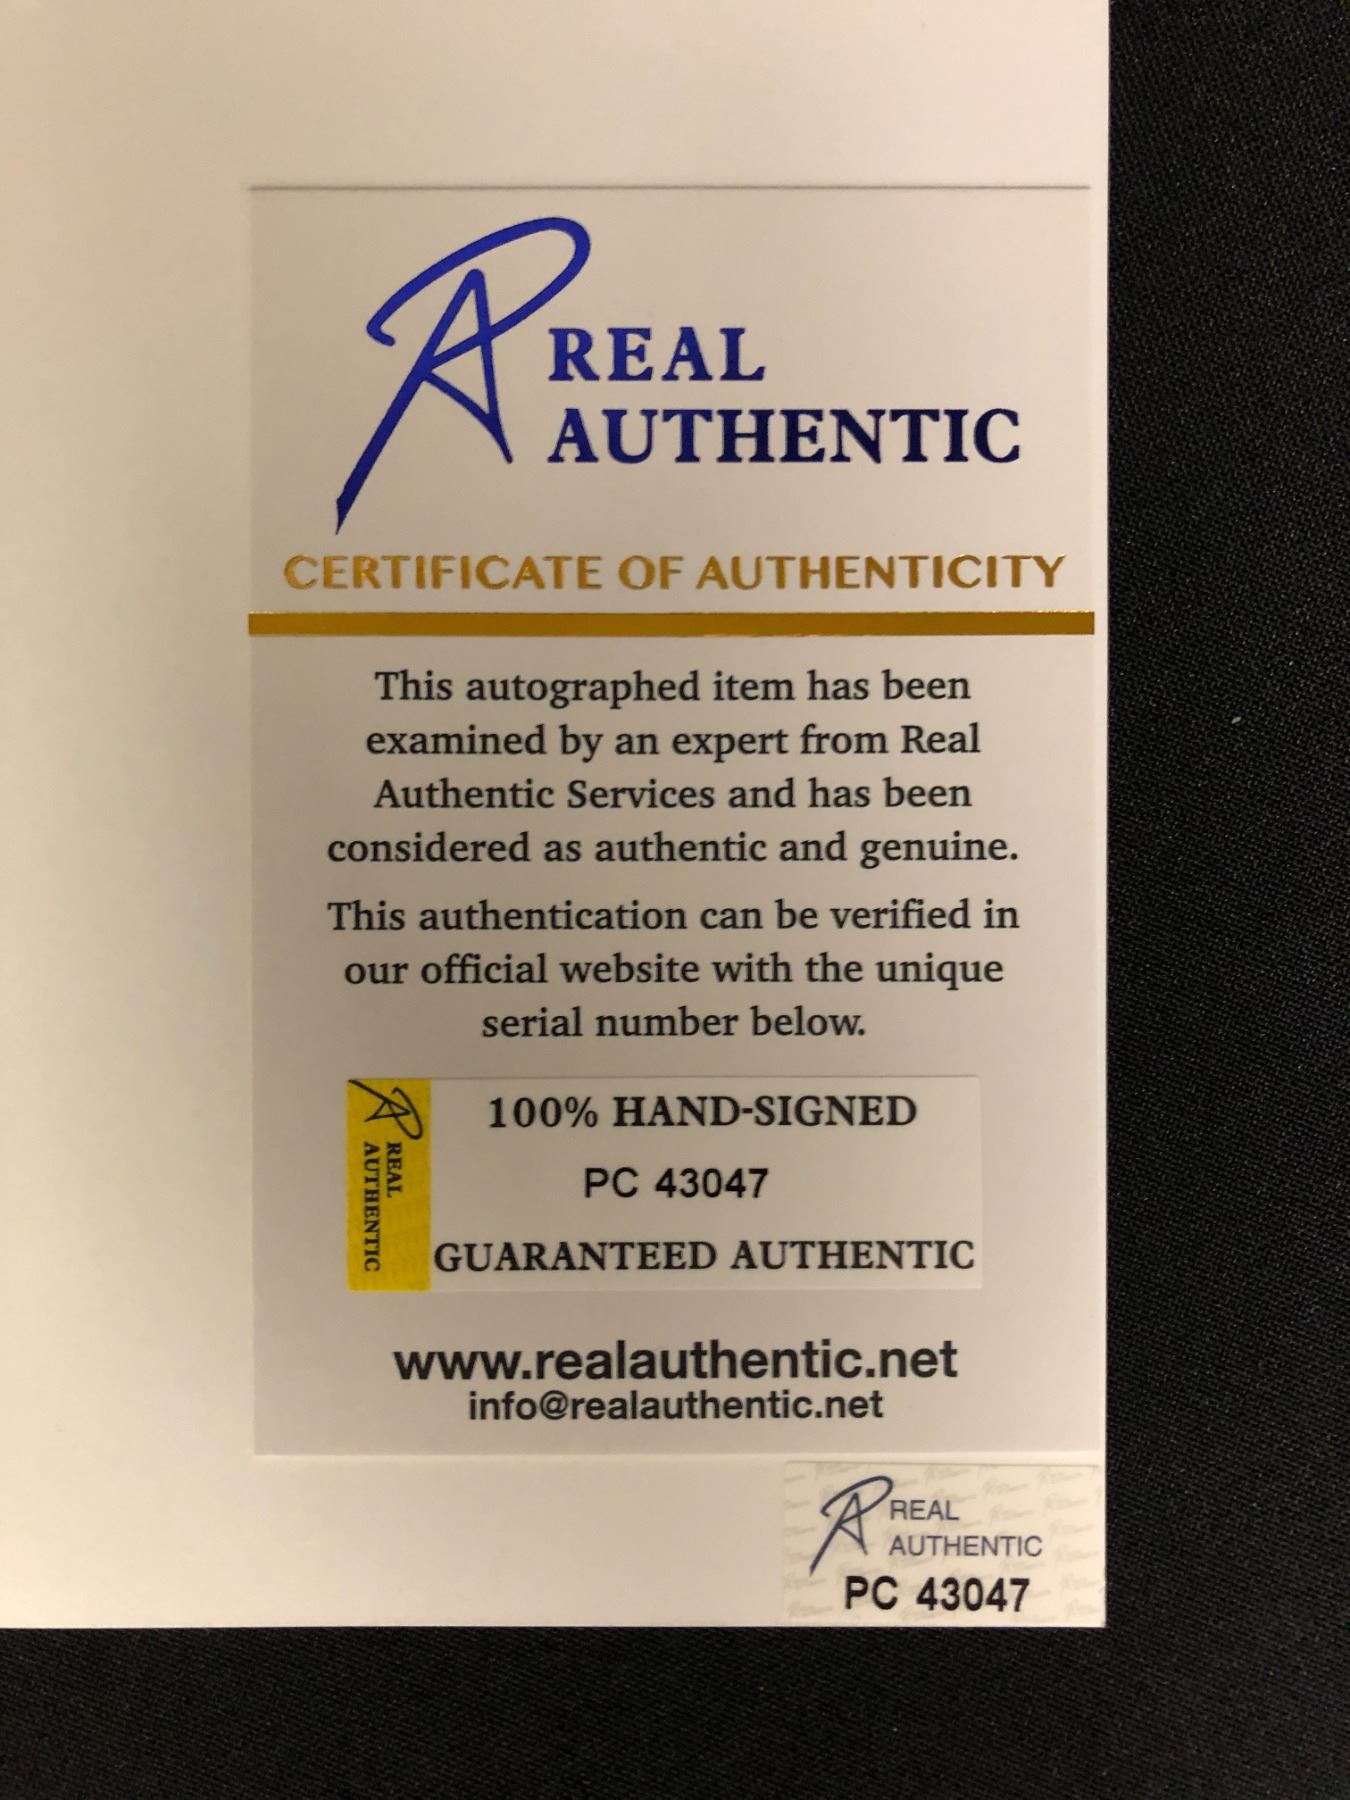 REAL
AUTHENTIC
CERTIFICATE OF AUTHENTICITY
This autographed item has been
examined by an expert from Real
Authentic Services and has been
considered as authentic and genuine.
This authentication can be verified in
our official website with the unique
serial number below.
REAL
AUTHENTIC
100% HAND-SIGNED
PC 43047
GUARANTEED AUTHENTIC
www.realauthentic.net
info@realauthentic.net
REAL
AUTHENTIC
PC 43047